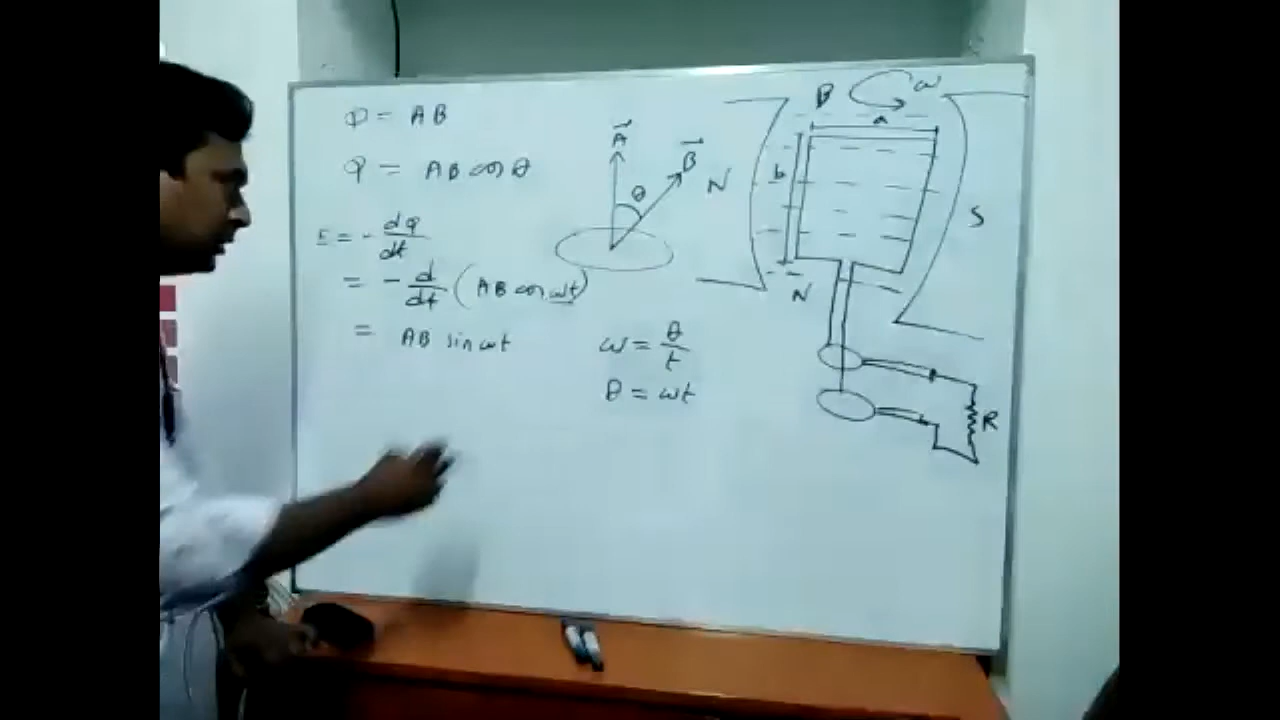 Φ = AB
φ = AB cos θ
E = - dφ/dt
= - d/dt (AB cos ωt)
= AB sin ωt
A⃗
B⃗
θ
ω = θ/t
θ = ωt
B
ω
a
b
N
S
N
R